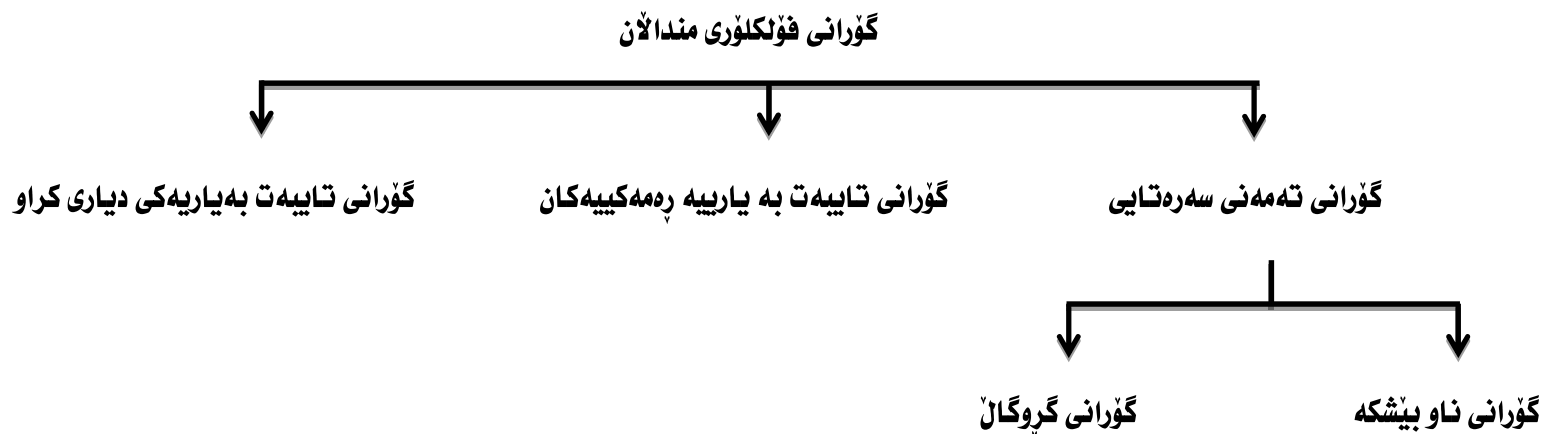 گۆرانی فۆلکلۆری منداڵان
گۆرانی تەمەنی سەرەتایی
گۆرانی تایبەت بە یارییە ڕەمەکییەکان
گۆرانی تایبەت بەیاریەکی دیاری کراو
گۆرانی ناو بێشکە
گۆرانی گڕوگاڵ